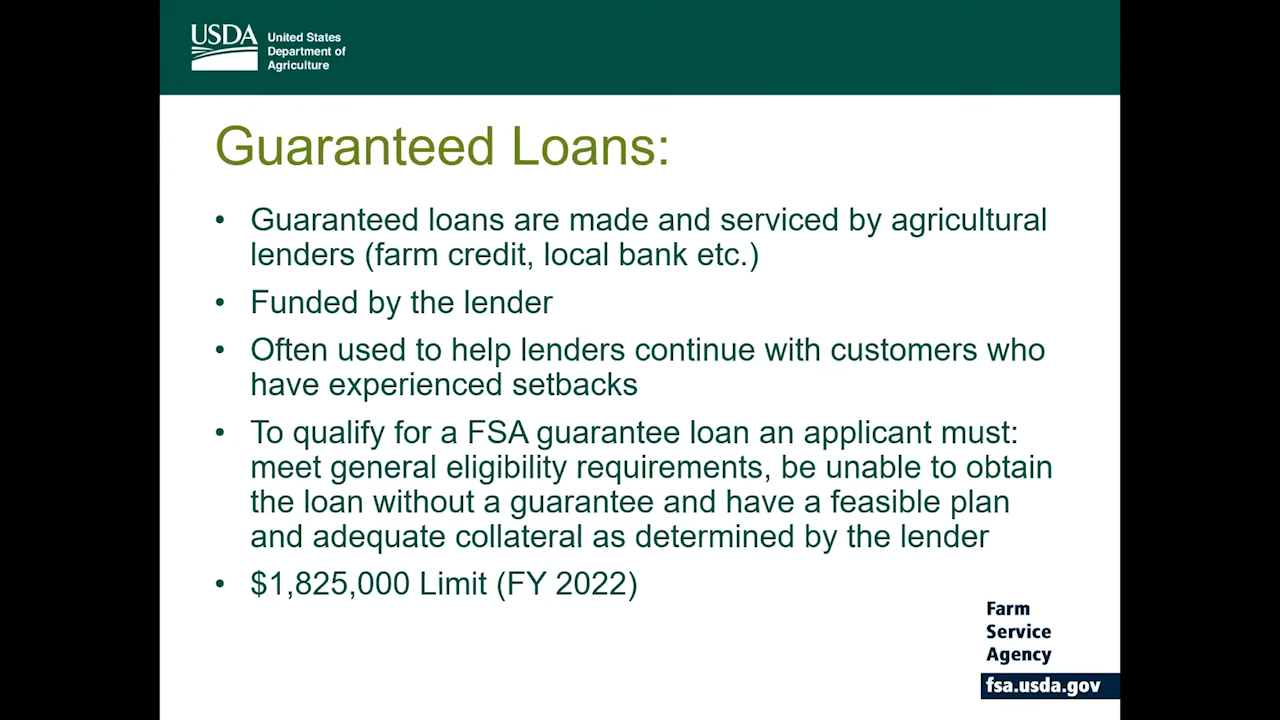 USDA
United States
Department of
Agriculture
Guaranteed Loans:
• Guaranteed loans are made and serviced by agricultural
lenders (farm credit, local bank etc.)
• Funded by the lender
• Often used to help lenders continue with customers who
have experienced setbacks
• To qualify for a FSA guarantee loan an applicant must:
meet general eligibility requirements, be unable to obtain
the loan without a guarantee and have a feasible plan
and adequate collateral as determined by the lender
• $1,825,000 Limit (FY 2022)
Farm
Service
Agency
fsa.usda.gov